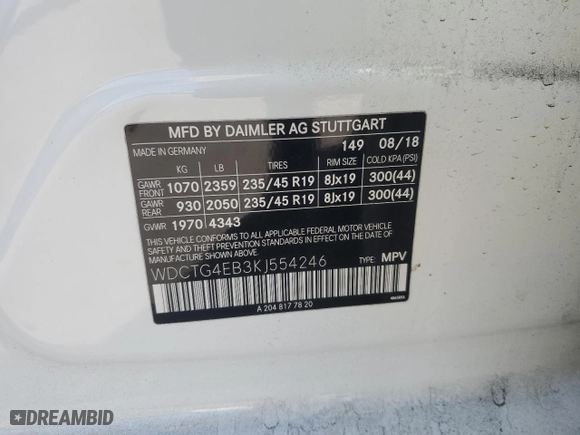 MFD BY DAIMLER AG STUTTGART
MADE IN GERMANY 149 08/18
KG LB TIRES RIM SIZE COLD KPA (PSI)
GAWR FRONT 1070 2359 235/45 R19 8Jx19 300(44)
GAWR REAR 930 2050 235/45 R19 8Jx19 300(44)
GVWR 1970 4343
THIS VEHICLE CONFORMS TO ALL APPLICABLE FEDERAL MOTOR VEHICLE
SAFETY AND THEFT PREVENTION STANDARDS IN EFFECT ON THE DATE OF
MANUFACTURE SHOWN ABOVE.
WDCTG4EB3KJ554246 TYPE: MPV
A 204 817 78 20
DREAMBID